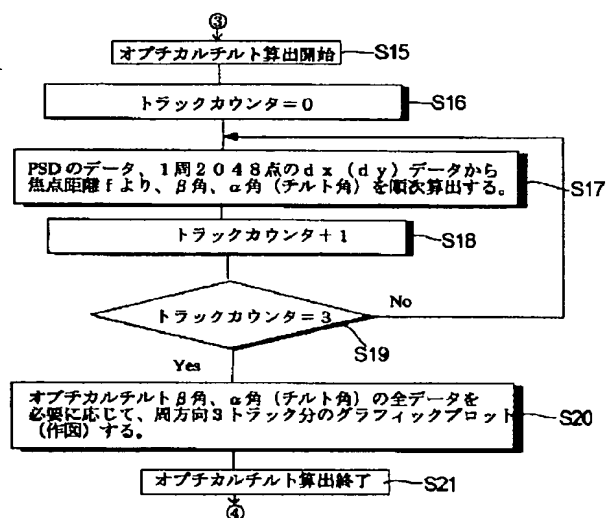 ③
オプチカルチルト算出開始
S15
トラックカウンタ=0
S16
PSDのデータ、1周2048点のdx(dy)データから
焦点距離fより、β角、α角(チルト角)を順次算出する。
S17
トラックカウンタ+1
S18
No
トラックカウンタ=3
S19
Yes
オプチカルチルトβ角、α角(チルト角)の全データを
必要に応じて、周方向3トラック分のグラフィックプロット
(作図)する。
S20
オプチカルチルト算出終了
S21
④